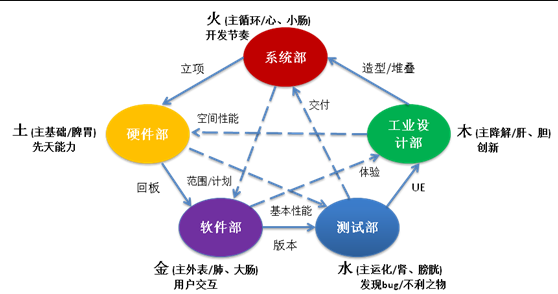 火 (主循环/心、小肠)
开发节奏
系统部
立项
造型/堆叠
交付
土 (主基础/脾胃)
先天能力
硬件部
空间性能
工业设
计部
木 (主降解/肝、胆)
创新
回板
范围/计划
体验
UE
基本性能
软件部
版本
测试部
金 (主外表/肺、大肠)
用户交互
水 (主运化/肾、膀胱)
发现bug/不利之物